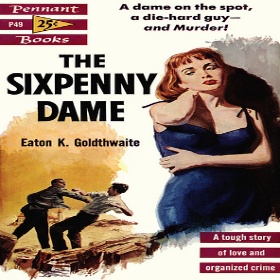 Pennant
P49 25¢
Books
A dame on the spot,
a die-hard guy—
and Murder!
THE
SIXPENNY
DAME
Eaton K. Goldthwaite
A tough story
of love and
organized crime